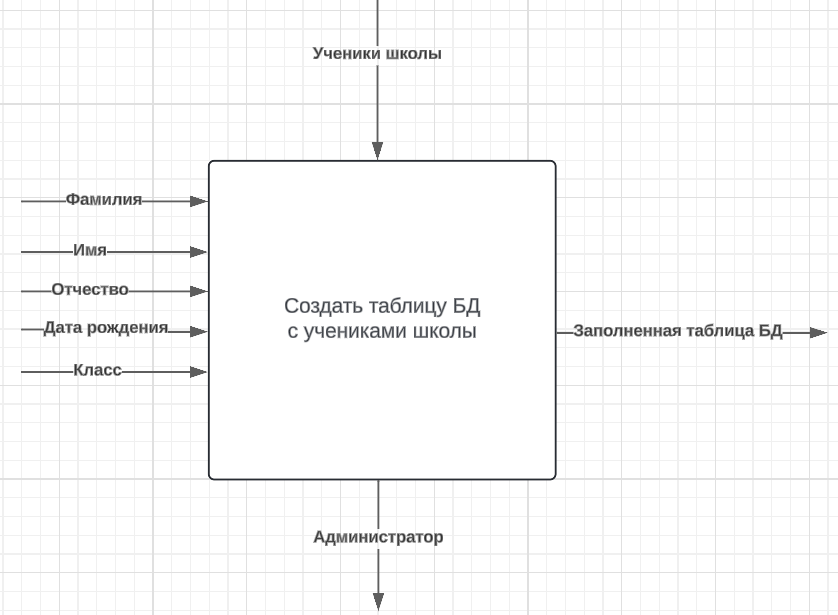 Ученики школы
Фамилия
Имя
Отчество
Дата рождения
Класс
Создать таблицу БД
с учениками школы
Заполненная таблица БД
Администратор